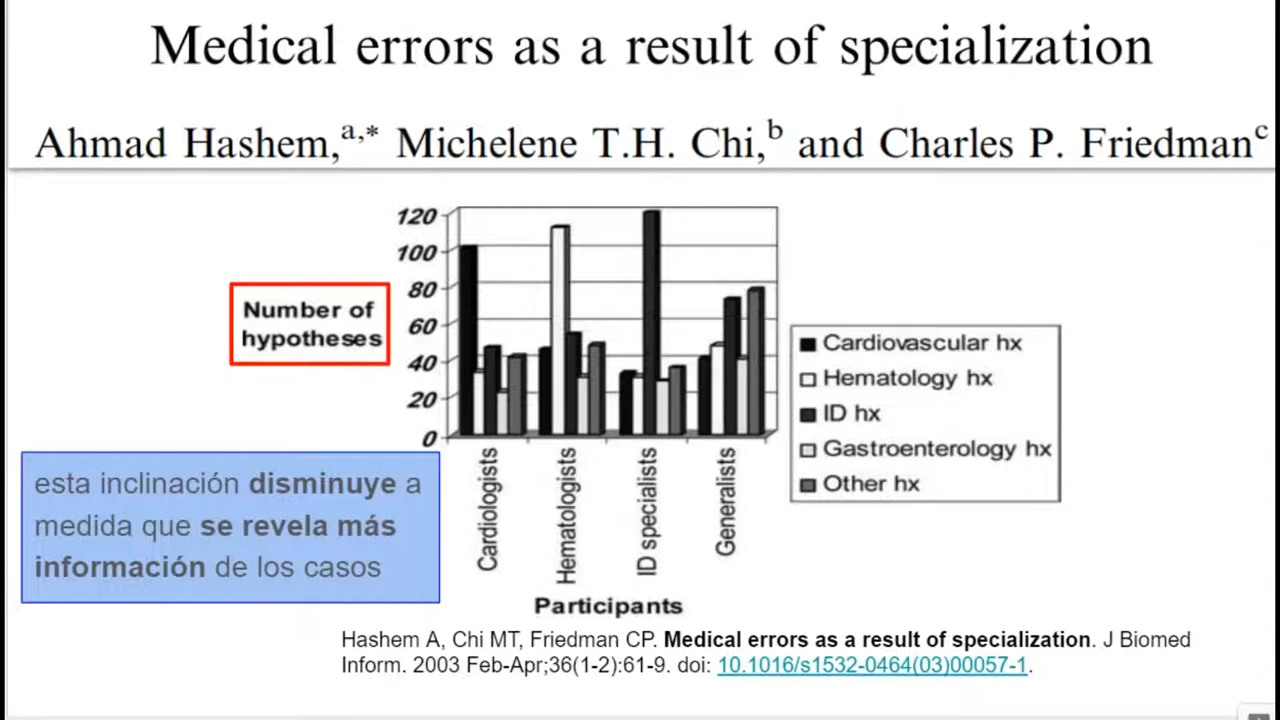 Medical errors as a result of specialization
Ahmad Hashem,a,* Michelene T.H. Chi,b and Charles P. Friedmanc
120
100
80
60
40
20
0
Number of
hypotheses
Cardiovascular hx
Hematology hx
ID hx
Gastroenterology hx
Other hx
Cardiologists
Hematologists
ID specialists
Generalists
Participants
esta inclinación disminuye a
medida que se revela más
información de los casos
Hashem A, Chi MT, Friedman CP. Medical errors as a result of specialization. J Biomed
Inform. 2003 Feb-Apr;36(1-2):61-9. doi: 10.1016/s1532-0464(03)00057-1.